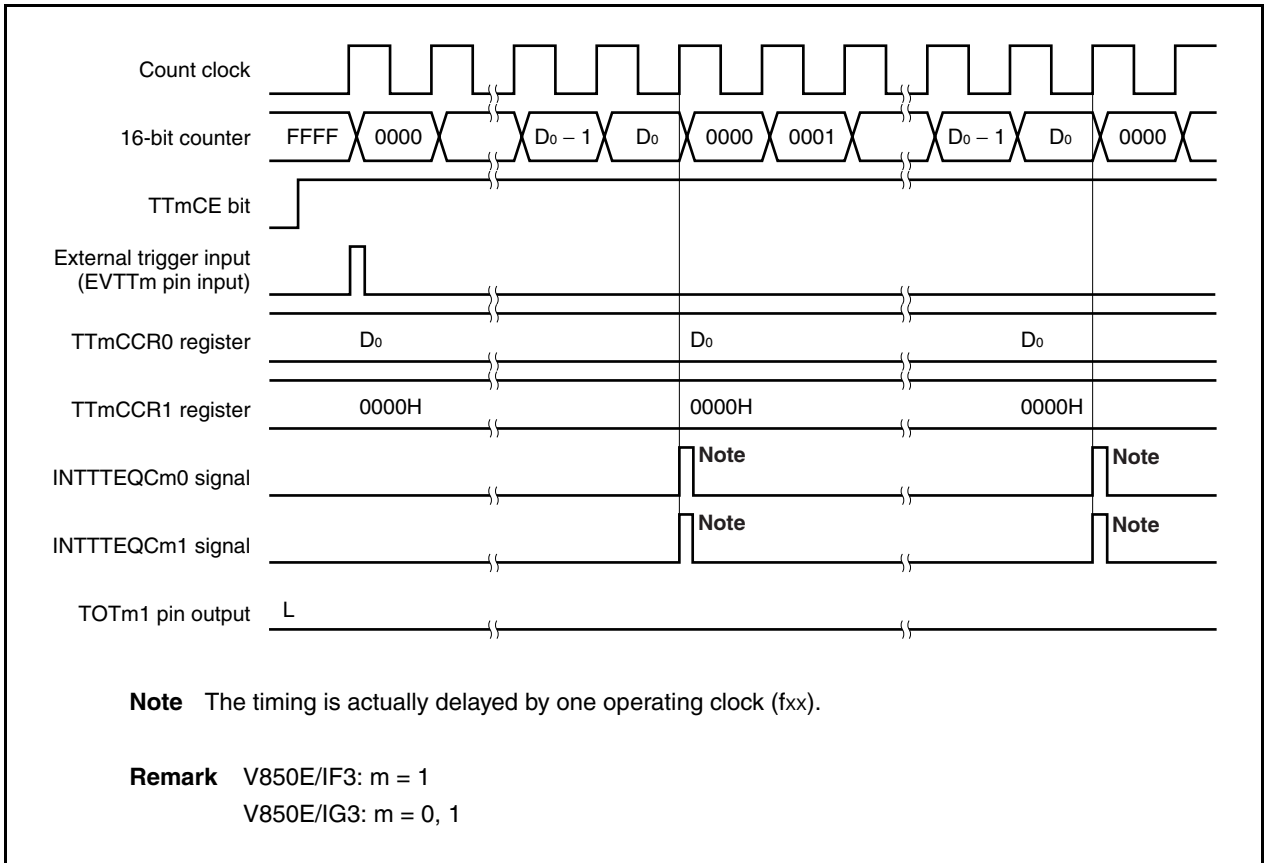 Count clock
16-bit counter FFFF 0000 D0 − 1 D0 0000 0001 D0 − 1 D0 0000
TTmCE bit
External trigger input
(EVTTm pin input)
TTmCCR0 register D0 D0 D0
TTmCCR1 register 0000H 0000H 0000H
INTTTEQCm0 signal Note Note
INTTTEQCm1 signal Note Note
TOTm1 pin output L
Note The timing is actually delayed by one operating clock (fxx).
Remark V850E/IF3: m = 1
V850E/IG3: m = 0, 1